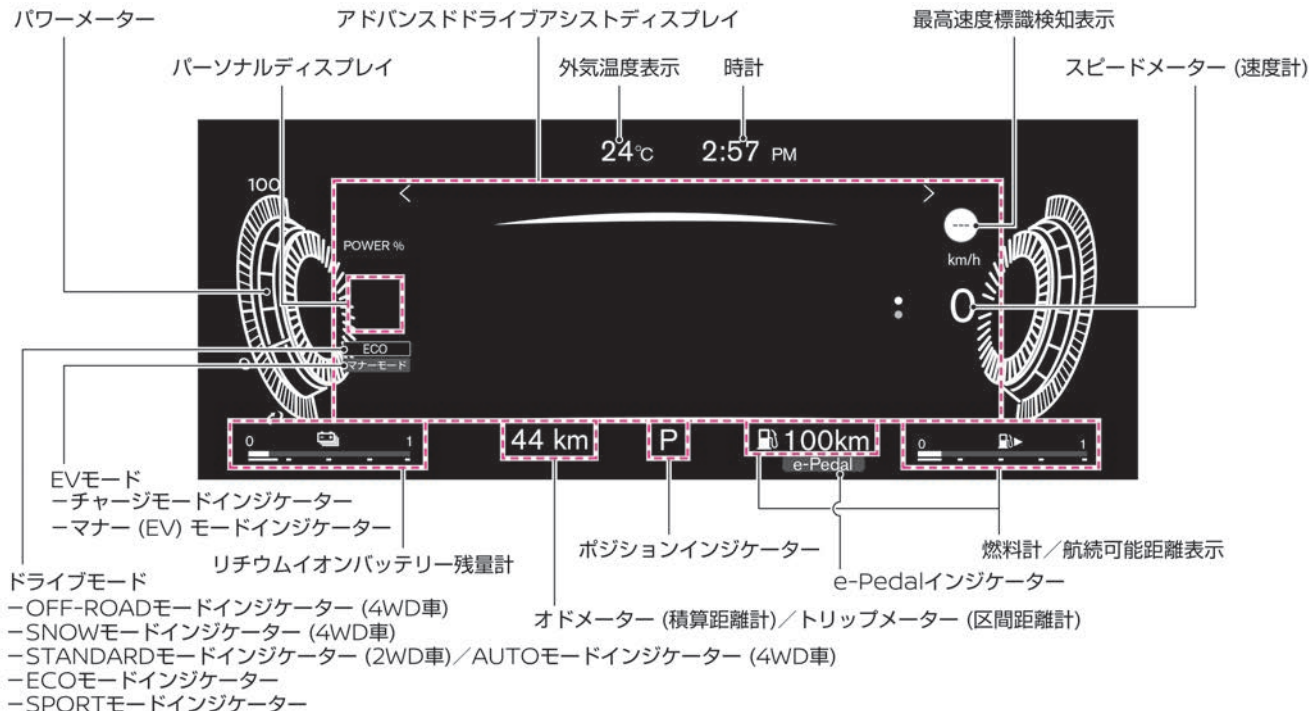 パワーメーター
アドバンスドドライブアシストディスプレイ
最高速度標識検知表示
パーソナルディスプレイ
外気温度表示
時計
スピードメーター (速度計)
24℃
2:57 PM
100
POWER %
---
km/h
0
ECO
マナーモード
0
0 1
44 km
P
100km
e-Pedal
0 1
EVモード
−チャージモードインジケーター
−マナー (EV) モードインジケーター
リチウムイオンバッテリー残量計
ポジションインジケーター
燃料計／航続可能距離表示
e-Pedalインジケーター
オドメーター (積算距離計)／トリップメーター (区間距離計)
ドライブモード
−OFF-ROADモードインジケーター (4WD車)
−SNOWモードインジケーター (4WD車)
−STANDARDモードインジケーター (2WD車)／AUTOモードインジケーター (4WD車)
−ECOモードインジケーター
−SPORTモードインジケーター